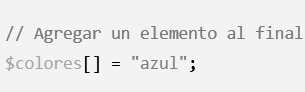 // Agregar un elemento al final
$colores[] = "azul";